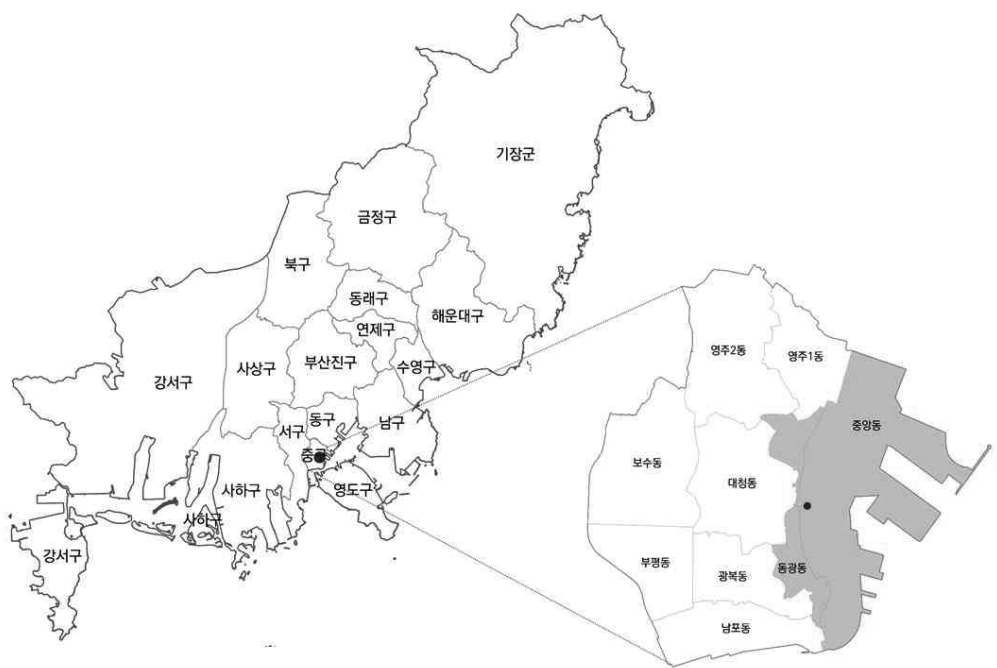 기장군
금정구
북구
동래구
해운대구
연제구
부산진구
수영구
사상구
강서구
동구
남구
서구
중구
사하구
영도구
사하구
강서구
영주2동
영주1동
중앙동
보수동
대청동
부평동
광복동
동광동
남포동